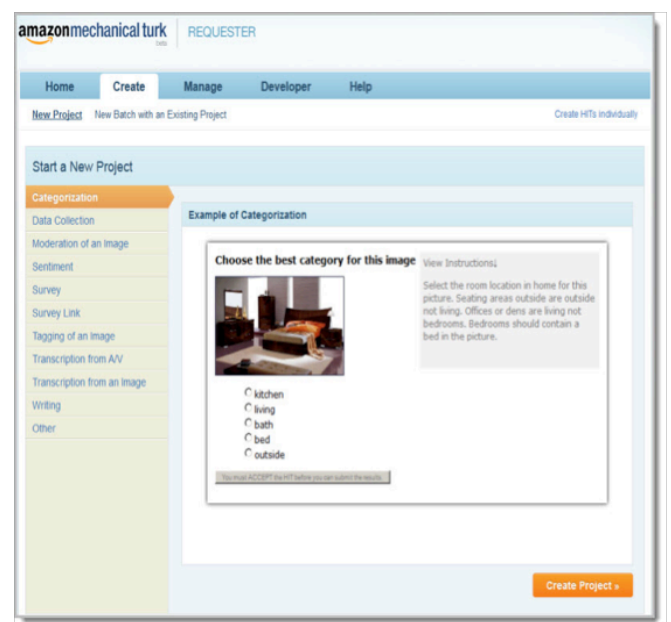 amazonmechanical turk
beta
REQUESTER
Home Create Manage Developer Help
New Project New Batch with an Existing Project Create HITs individually
Start a New Project
Categorization
Data Collection
Moderation of an Image
Sentiment
Survey
Survey Link
Tagging of an Image
Transcription from A/V
Transcription from an Image
Writing
Other
Example of Categorization
Choose the best category for this image
View Instructions↓
Select the room location in home for this
picture. Seating areas outside are outside
not living. Offices or dens are living not
bedrooms. Bedrooms should contain a
bed in the picture.
kitchen
living
bath
bed
outside
You must ACCEPT the HIT before you can submit the results.
Create Project »